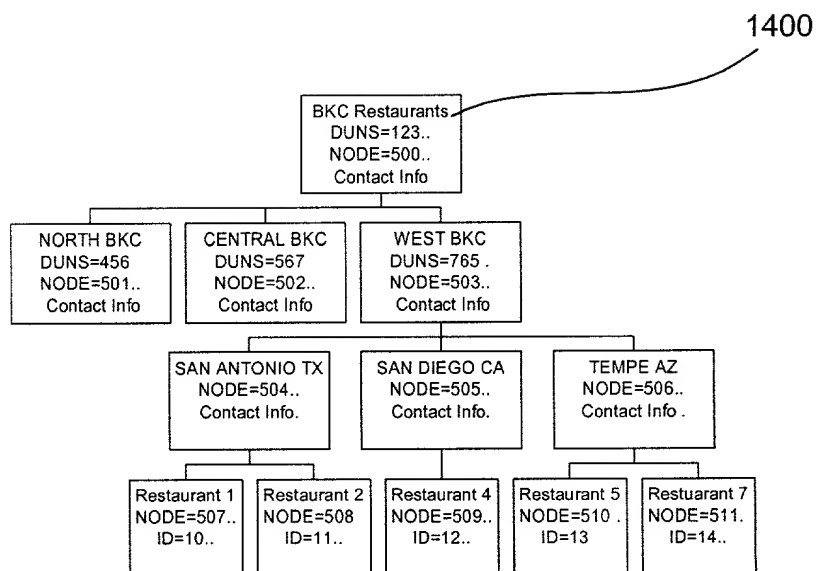 1400
BKC Restaurants
DUNS=123..
NODE=500..
Contact Info
NORTH BKC
DUNS=456
NODE=501..
Contact Info
CENTRAL BKC
DUNS=567
NODE=502..
Contact Info
WEST BKC
DUNS=765 .
NODE=503..
Contact Info
SAN ANTONIO TX
NODE=504..
Contact Info.
SAN DIEGO CA
NODE=505..
Contact Info.
TEMPE AZ
NODE=506..
Contact Info .
Restaurant 1
NODE=507..
ID=10..
Restaurant 2
NODE=508
ID=11..
Restaurant 4
NODE=509..
ID=12..
Restaurant 5
NODE=510 .
ID=13
Restuarant 7
NODE=511.
ID=14..